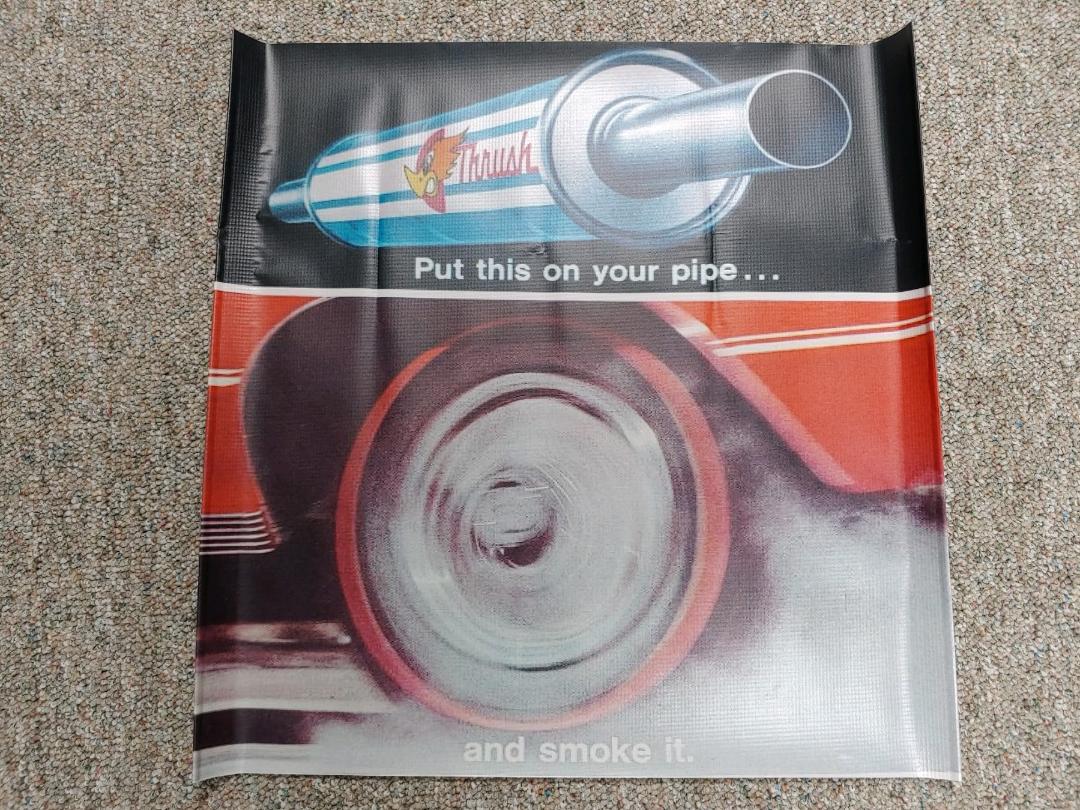 Thrush
Put this on your pipe...
and smoke it.